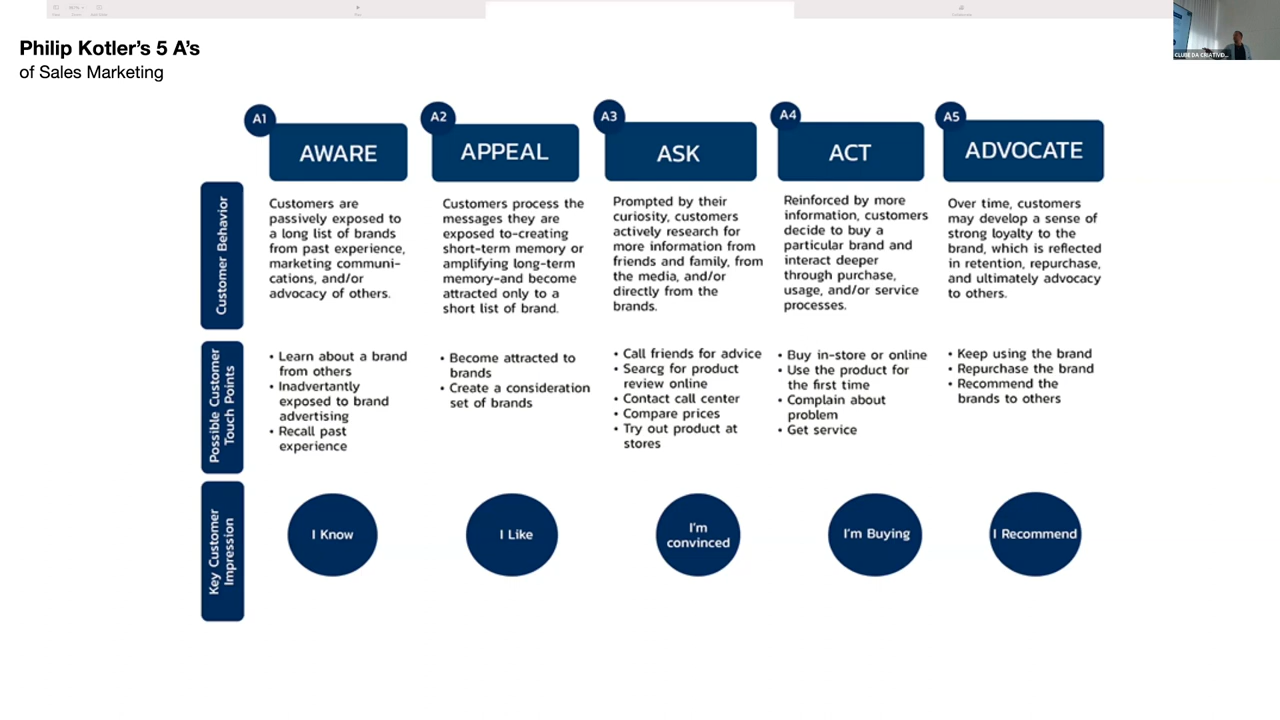 Philip Kotler's 5 A's
of Sales Marketing
CLUBE DA CRIATIVID...
A1
AWARE
A2
APPEAL
A3
ASK
A4
ACT
A5
ADVOCATE
Customer Behavior
Customers are
passively exposed to
a long list of brands
from past experience,
marketing communi-
cations, and/or
advocacy of others.
Customers process the
messages they are
exposed to-creating
short-term memory or
amplifying long-term
memory-and become
attracted only to a
short list of brand.
Prompted by their
curiosity, customers
actively research for
more information from
friends and family, from
the media, and/or
directly from the
brands.
Reinforced by more
information, customers
decide to buy a
particular brand and
interact deeper
through purchase,
usage, and/or service
processes.
Over time, customers
may develop a sense of
strong loyalty to the
brand, which is reflected
in retention, repurchase,
and ultimately advocacy
to others.
Possible Customer
Touch Points
• Learn about a brand
from others
• Inadvertantly
exposed to brand
advertising
• Recall past
experience
• Become attracted to
brands
• Create a consideration
set of brands
• Call friends for advice
• Searcg for product
review online
• Contact call center
• Compare prices
• Try out product at
stores
• Buy in-store or online
• Use the product for
the first time
• Complain about
problem
• Get service
• Keep using the brand
• Repurchase the brand
• Recommend the
brands to others
Key Customer
Impression
I Know
I Like
I'm
convinced
I'm Buying
I Recommend